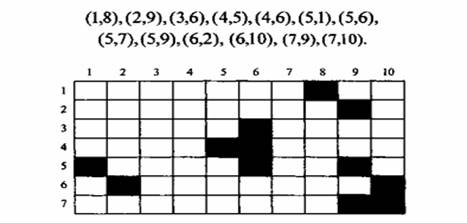 (1,8), (2,9), (3,6), (4,5), (4,6), (5,1), (5,6),
(5,7), (5,9), (6,2), (6,10), (7,9), (7,10).
1 2 3 4 5 6 7 8 9 10
1
2
3
4
5
6
7